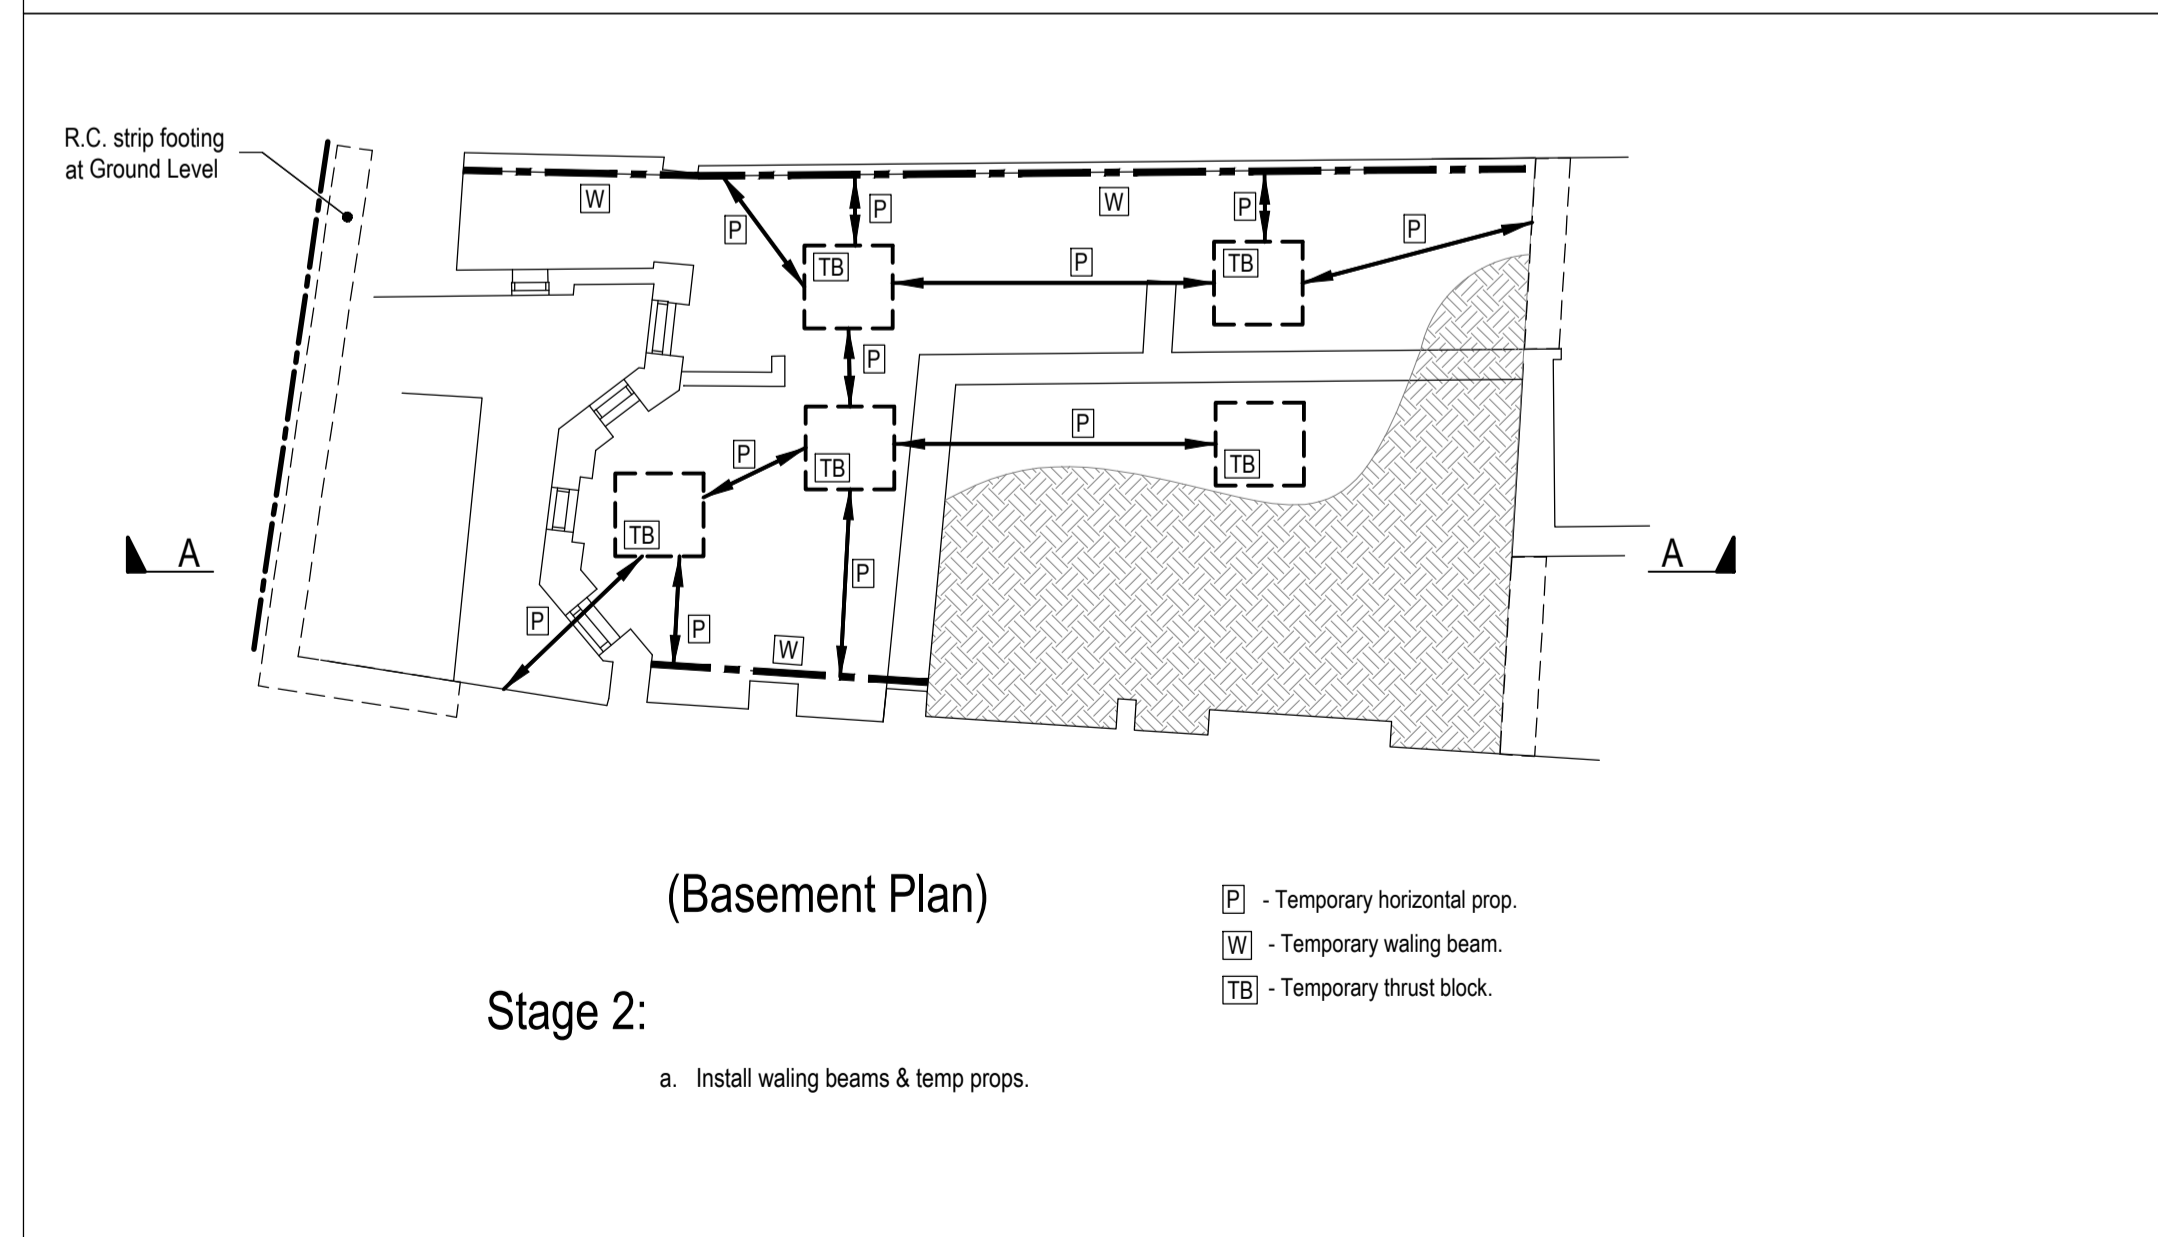 R.C. strip footing
at Ground Level
W
W
P
P
P
P
P
TB
TB
P
P
P
TB
TB
P
TB
A
A
P
P
P
W
(Basement Plan)
P - Temporary horizontal prop.
W - Temporary waling beam.
TB - Temporary thrust block.
Stage 2:
a. Install waling beams & temp props.